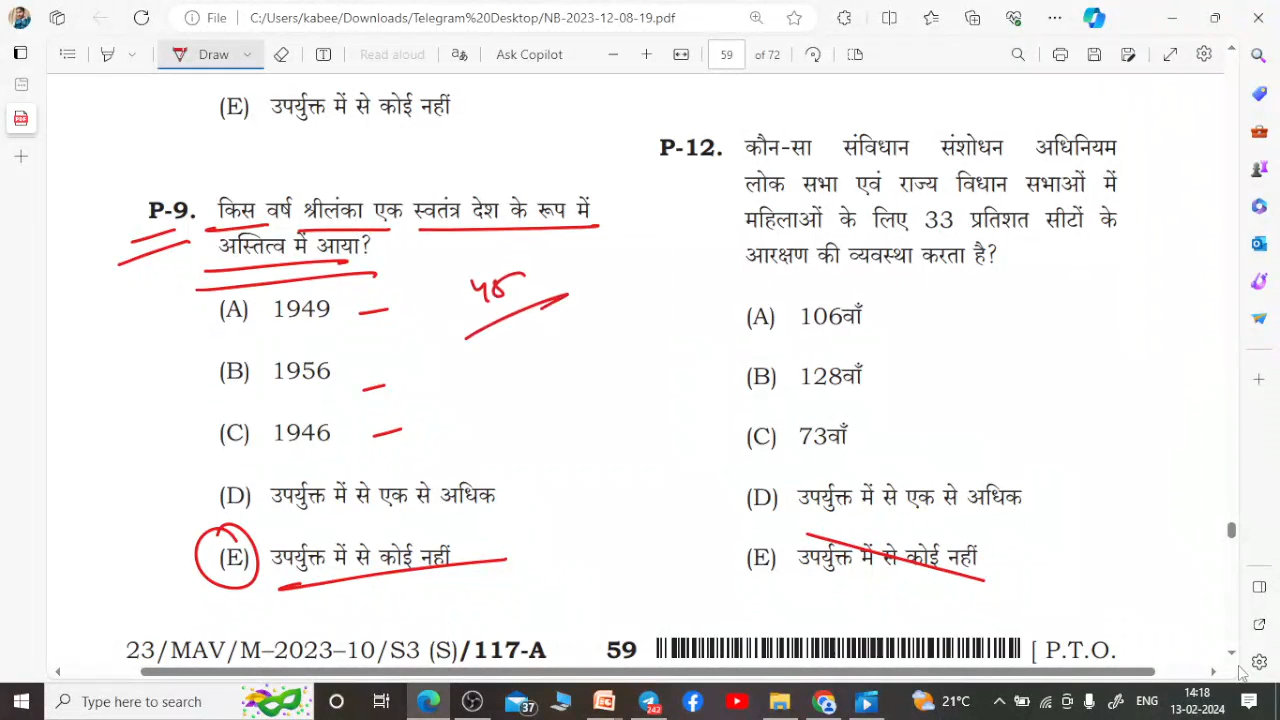 File
C:/Users/kabee/Downloads/Telegram%20Desktop/NB-2023-12-08-19.pdf
Draw
Read aloud
Ask Copilot
59
of 72
(E) उपर्युक्त में से कोई नहीं
P-9. किस वर्ष श्रीलंका एक स्वतंत्र देश के रूप में
अस्तित्व में आया?
(A) 1949
(B) 1956
(C) 1946
(D) उपर्युक्त में से एक से अधिक
(E) उपर्युक्त में से कोई नहीं
P-12. कौन-सा संविधान संशोधन अधिनियम
लोक सभा एवं राज्य विधान सभाओं में
महिलाओं के लिए 33 प्रतिशत सीटों के
आरक्षण की व्यवस्था करता है?
(A) 106वाँ
(B) 128वाँ
(C) 73वाँ
(D) उपर्युक्त में से एक से अधिक
(E) उपर्युक्त में से कोई नहीं
23/MAV/M–2023–10/S3 (S)/117-A 59 [ P.T.O.
Type here to search
37
242
21°C
ENG
14:18
13-02-2024